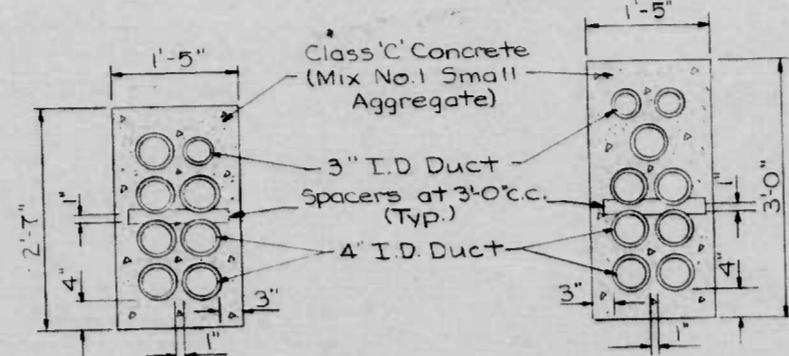 1'-5"
1'-5"
Class 'C' Concrete
(Mix No.1 Small
Aggregate)
3" I.D Duct
Spacers at 3'-0" c.c.
(Typ.)
4" I.D. Duct
2'-7"
1"
4"
3"
1"
3'-0"
1"
4"
3"
1"